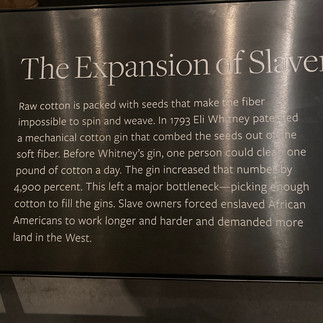 The Expansion of Slaver
Raw cotton is packed with seeds that make the fiber
impossible to spin and weave. In 1793 Eli Whitney patented
a mechanical cotton gin that combed the seeds out of the
soft fiber. Before Whitney's gin, one person could clean one
pound of cotton a day. The gin increased that number by
4,900 percent. This left a major bottleneck—picking enough
cotton to fill the gins. Slave owners forced enslaved African
Americans to work longer and harder and demanded more
land in the West.